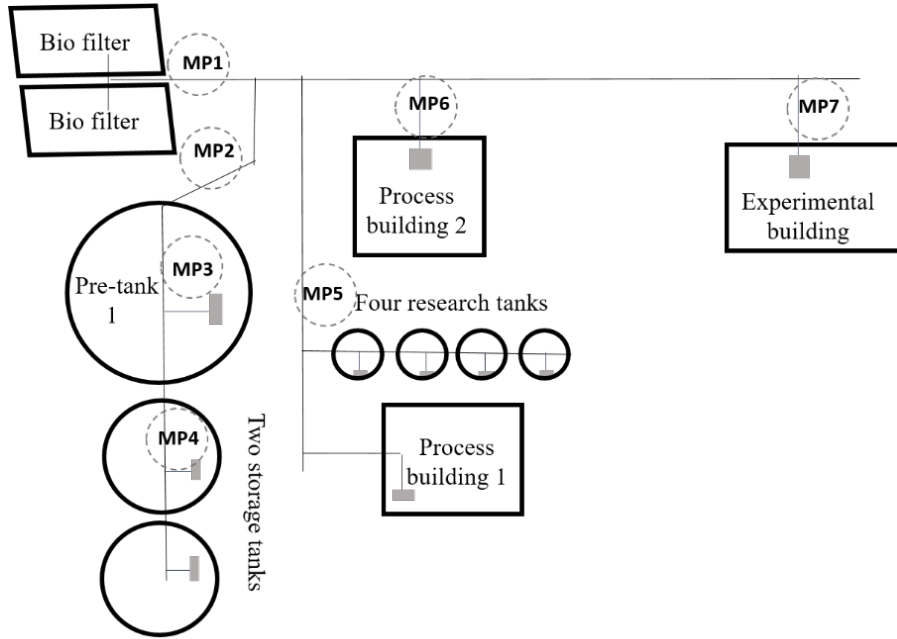 Bio filter
MP1
Bio filter
MP2
MP6
MP7
Process
building 2
Experimental
building
Pre-tank
1
MP3
MP5
Four research tanks
MP4
Two storage tanks
Process
building 1